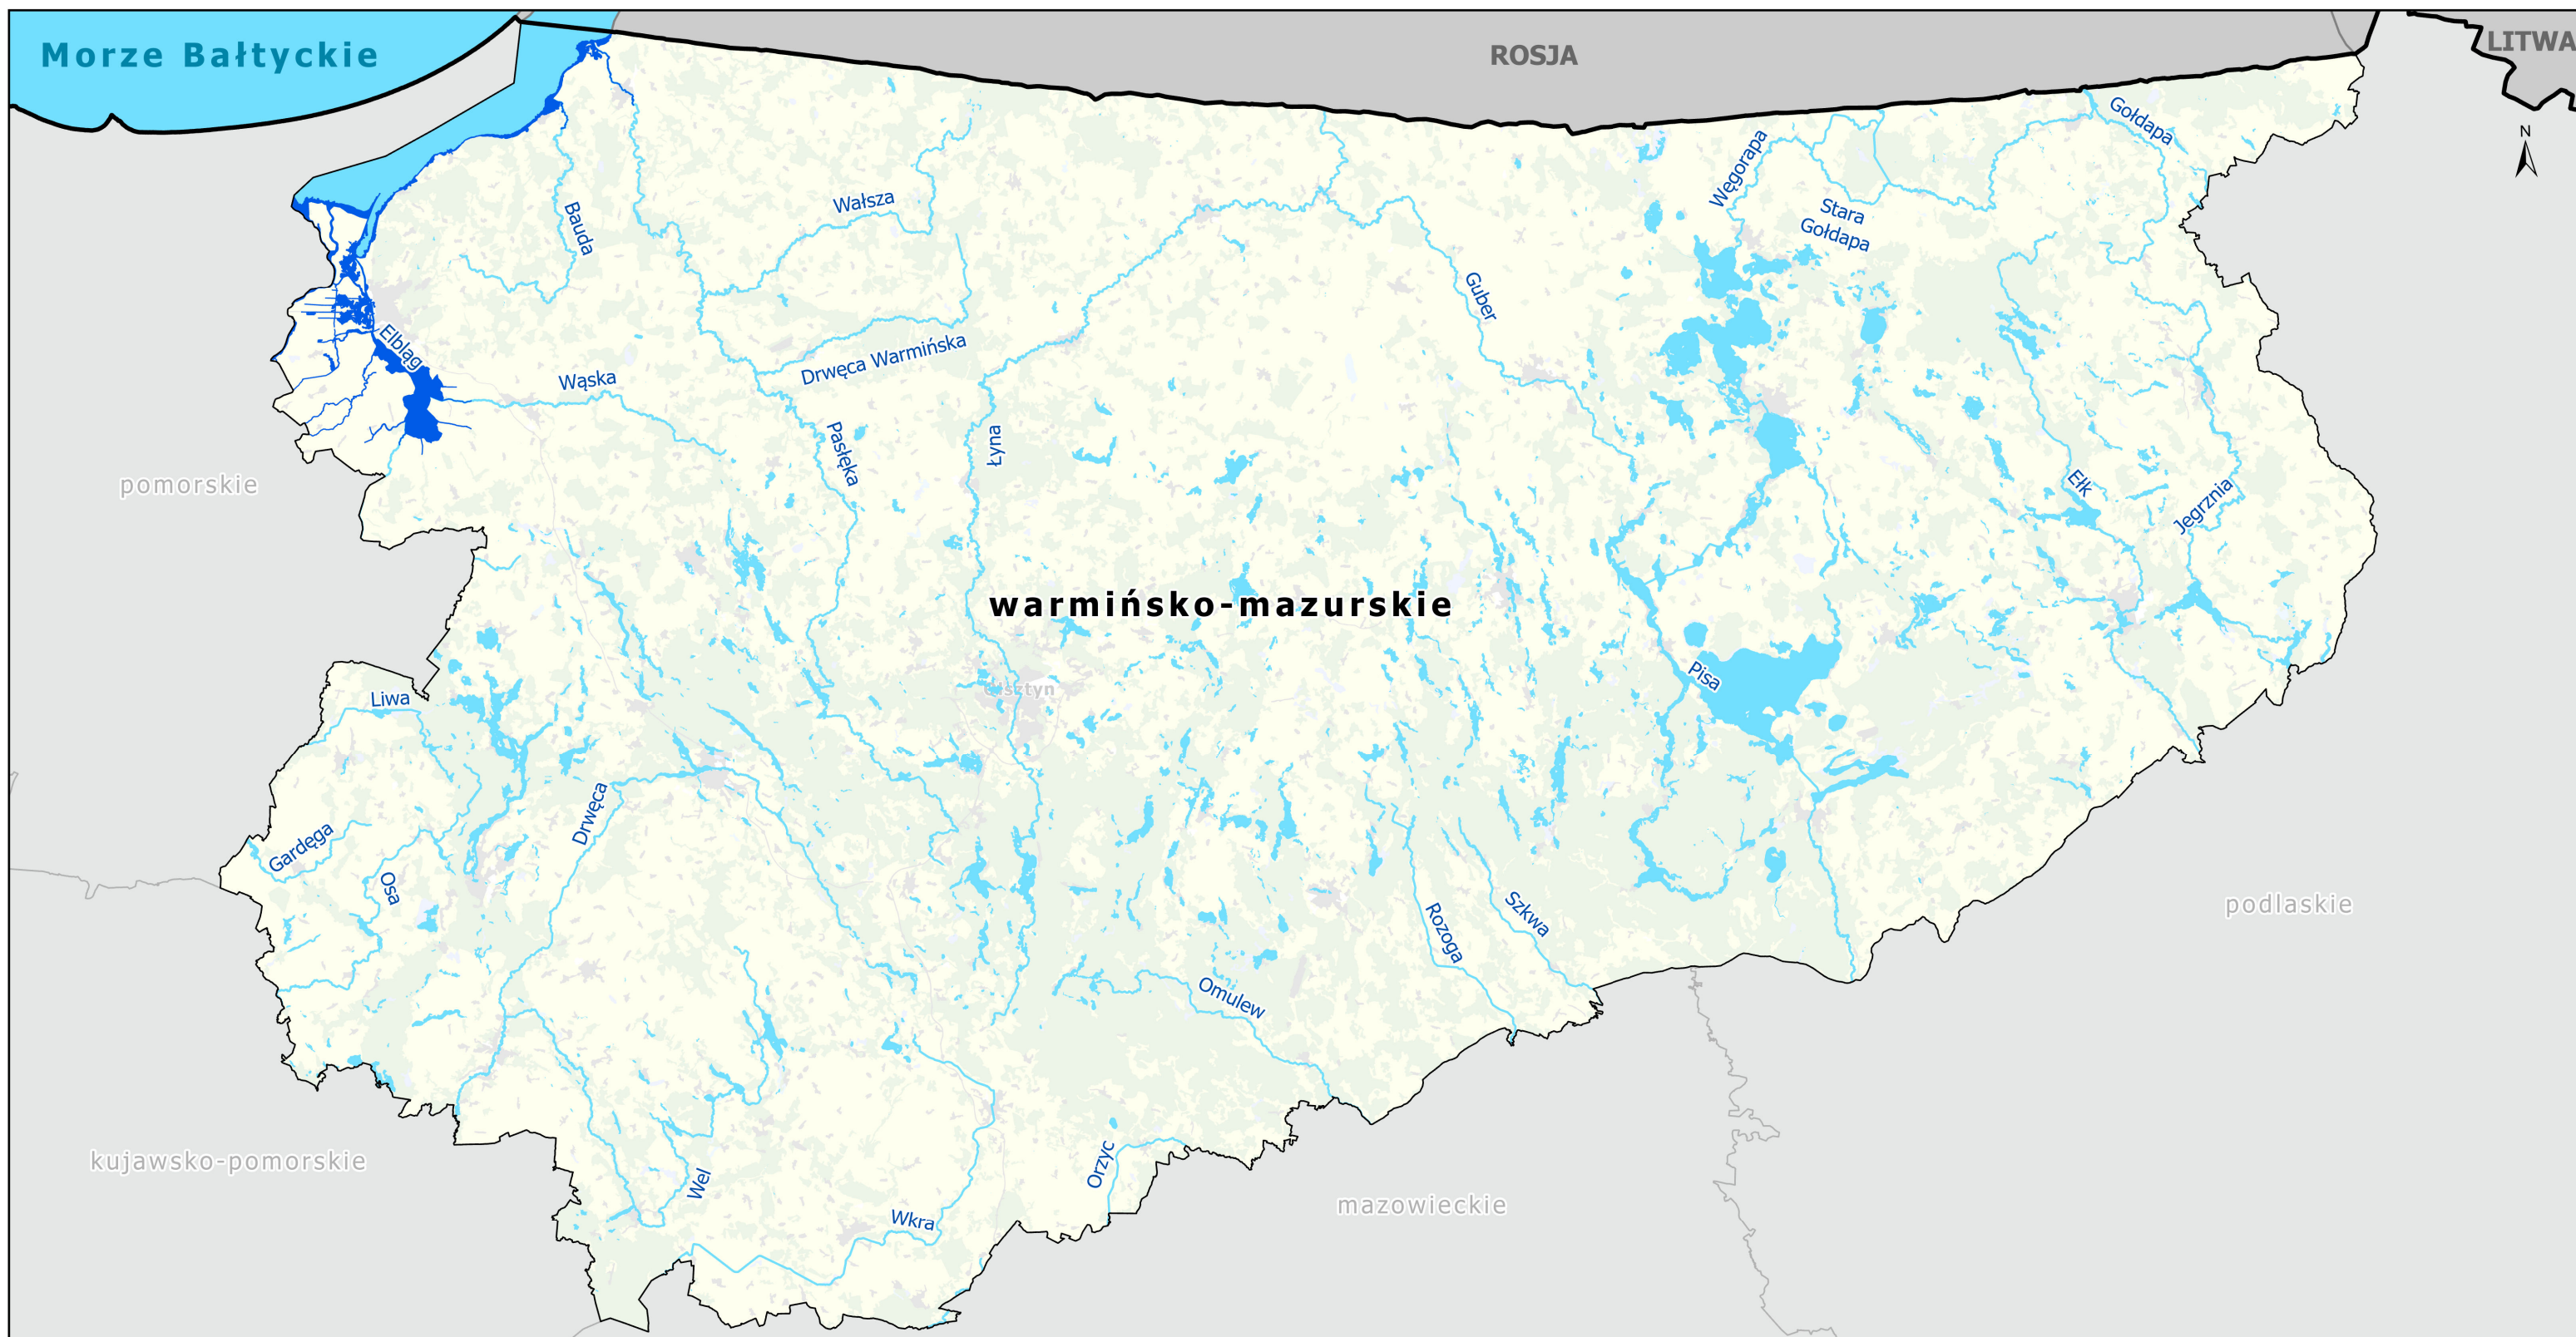 Morze Bałtyckie
ROSJA
LITWA
N
Gołdapa
Węgorapa
Stara
Gołdapa
Wałsza
Bauda
Guber
Elbląg
Drwęca Warmińska
Wąska
Pasłęka
Łyna
Ełk
Jegrznia
pomorskie
warmińsko-mazurskie
Pisa
Olsztyn
Liwa
Drwęca
Gardęga
Osa
Szkwa
Rozoga
podlaskie
Omulew
kujawsko-pomorskie
Orzyc
Wel
mazowieckie
Wkra